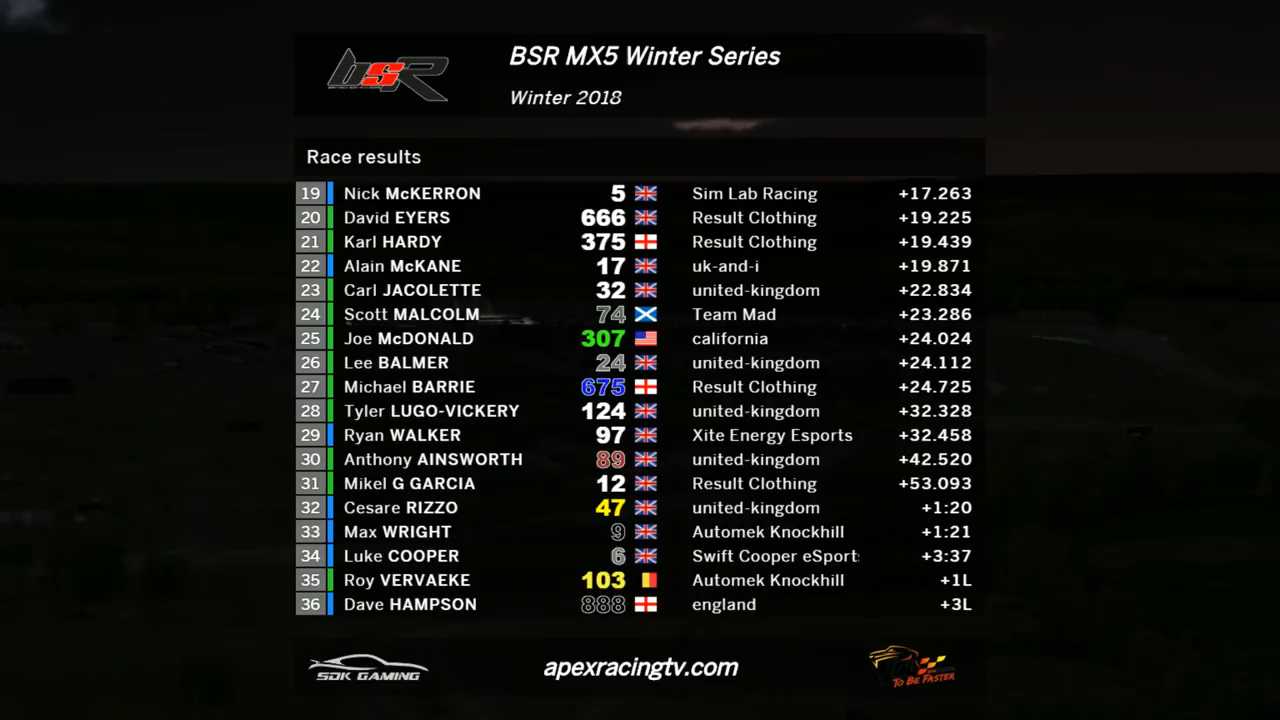 bsR
BSR MX5 Winter Series
Winter 2018
Race results
19 Nick McKERRON 5 Sim Lab Racing +17.263
20 David EYERS 666 Result Clothing +19.225
21 Karl HARDY 375 Result Clothing +19.439
22 Alain McKANE 17 uk-and-i +19.871
23 Carl JACOLETTE 32 united-kingdom +22.834
24 Scott MALCOLM 74 Team Mad +23.286
25 Joe McDONALD 307 california +24.024
26 Lee BALMER 24 united-kingdom +24.112
27 Michael BARRIE 675 Result Clothing +24.725
28 Tyler LUGO-VICKERY 124 united-kingdom +32.328
29 Ryan WALKER 97 Xite Energy Esports +32.458
30 Anthony AINSWORTH 89 united-kingdom +42.520
31 Mikel G GARCIA 12 Result Clothing +53.093
32 Cesare RIZZO 47 united-kingdom +1:20
33 Max WRIGHT 9 Automek Knockhill +1:21
34 Luke COOPER 6 Swift Cooper eSport +3:37
35 Roy VERVAEKE 103 Automek Knockhill +1L
36 Dave HAMPSON 888 england +3L
SDK GAMING
apexracingtv.com
TO BE FASTER